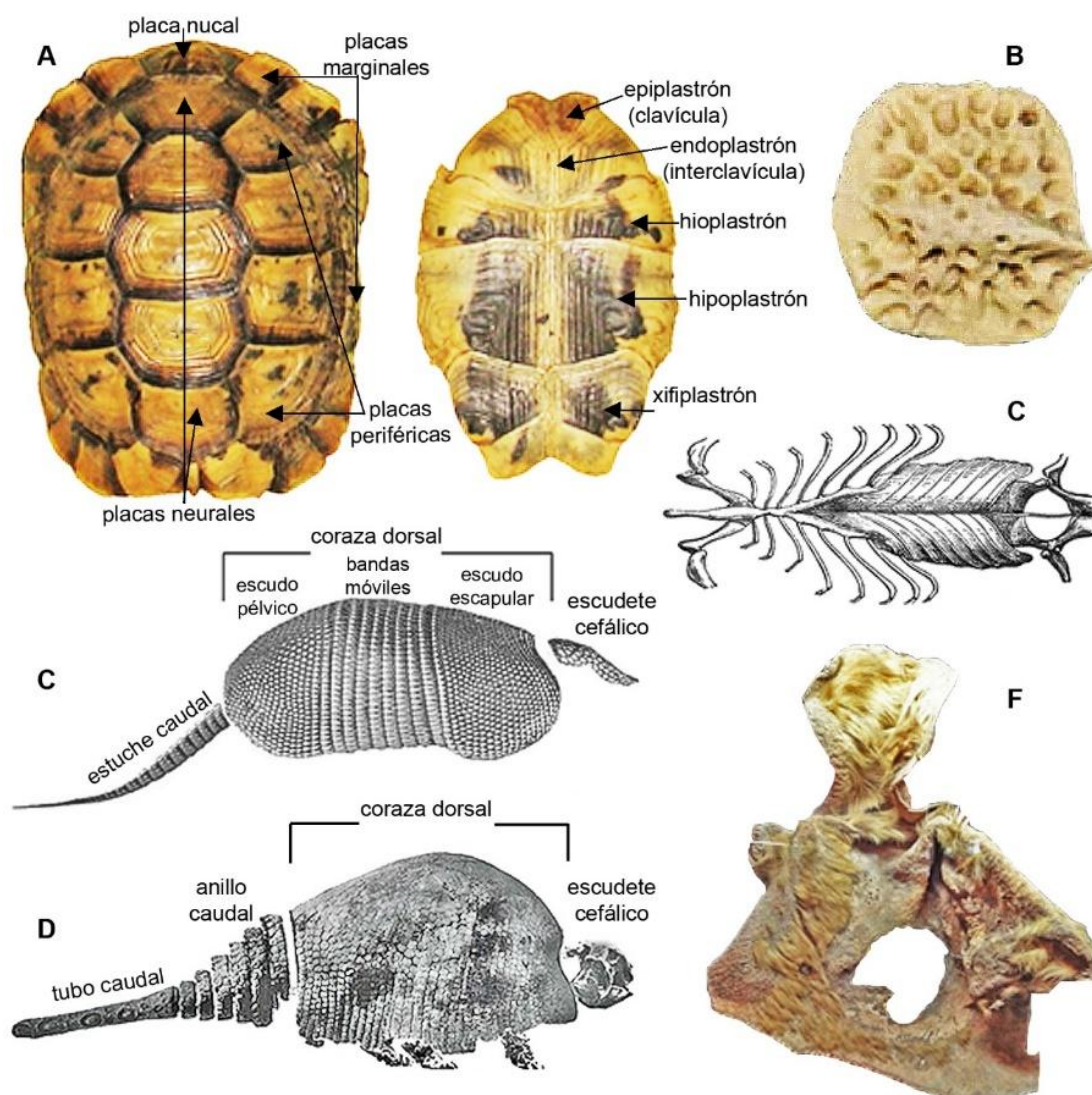 A
placa nucal
placas
marginales
placas
periféricas
placas neurales
epiplastrón
(clavícula)
endoplastrón
(interclavícula)
hioplastrón
hipoplastrón
xifiplastrón
B
C
coraza dorsal
escudo
pélvico
bandas
móviles
escudo
escapular
escudete
cefálico
C
estuche caudal
coraza dorsal
anillo
caudal
escudete
cefálico
D
tubo caudal
F